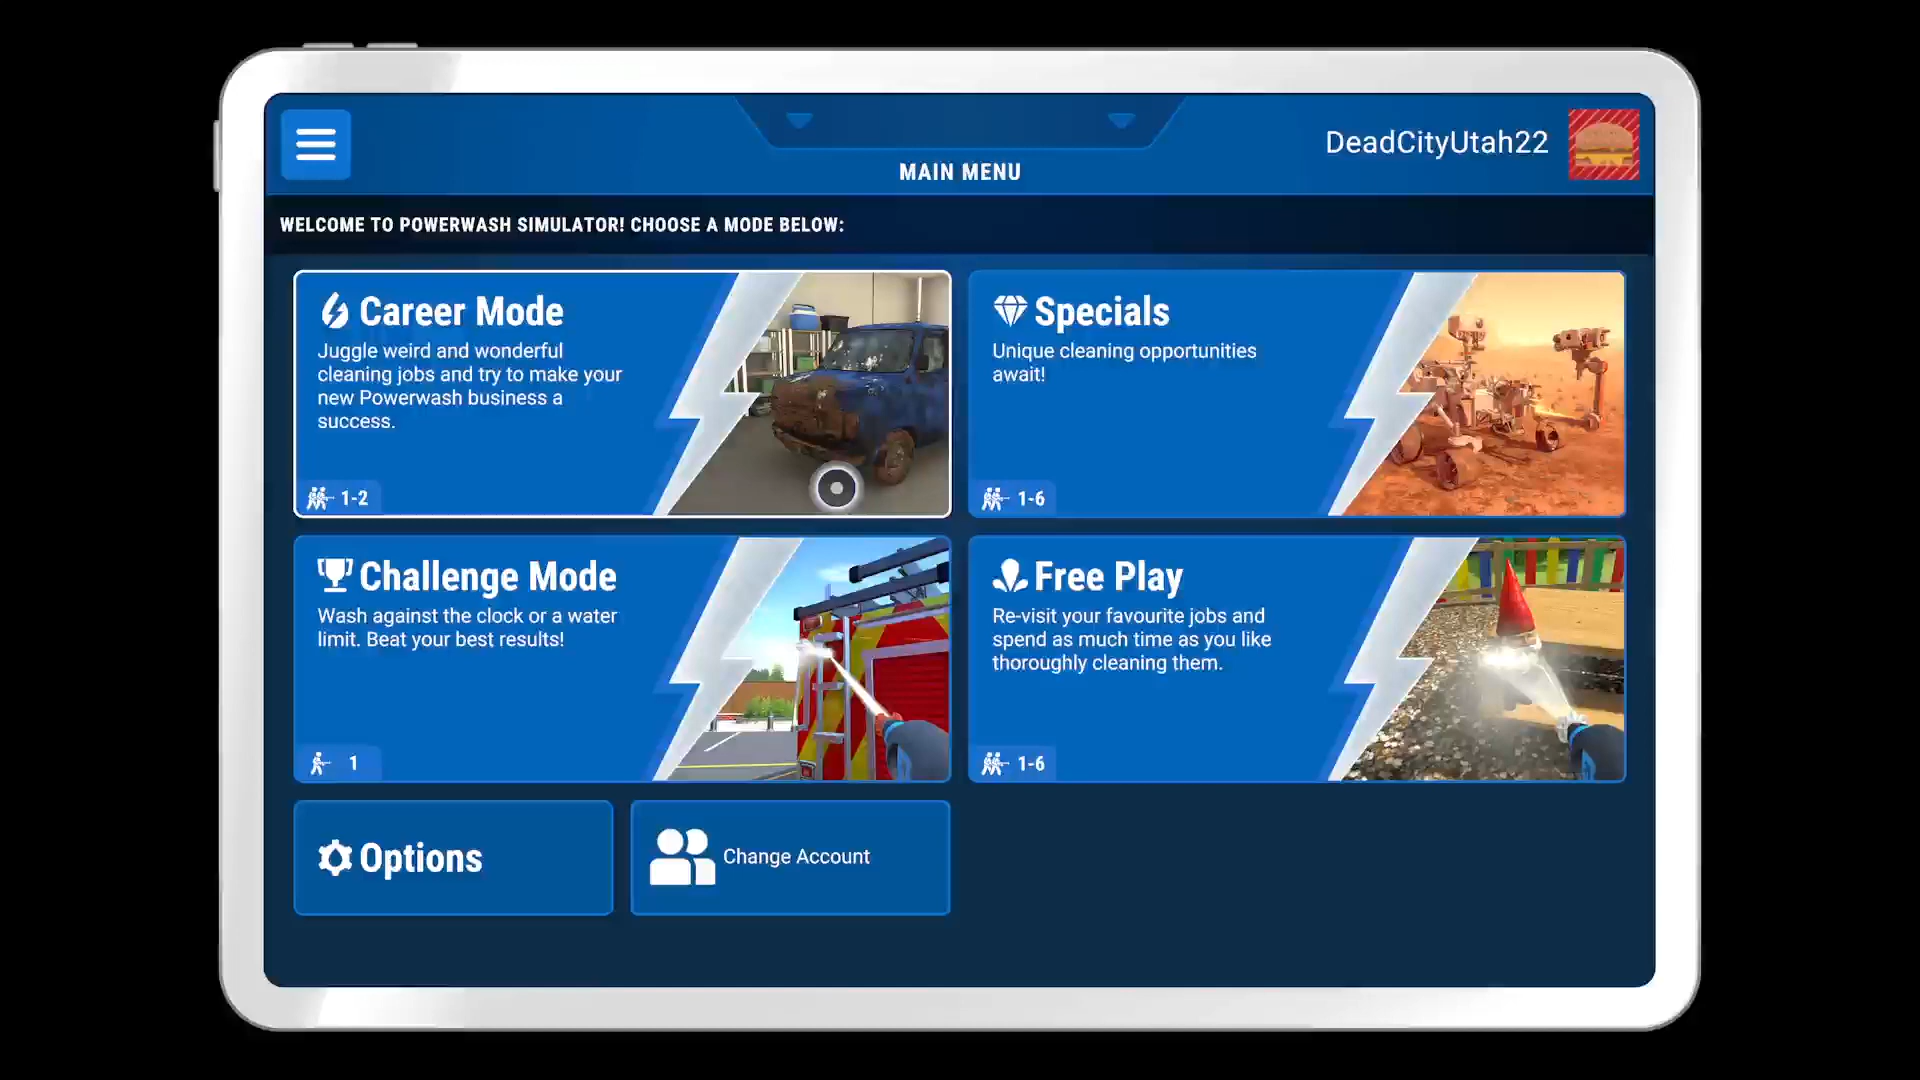 DeadCityUtah22
MAIN MENU
WELCOME TO POWERWASH SIMULATOR! CHOOSE A MODE BELOW:
Career Mode
Juggle weird and wonderful
cleaning jobs and try to make your
new Powerwash business a
success.
1-2
Specials
Unique cleaning opportunities
await!
1-6
Challenge Mode
Wash against the clock or a water
limit. Beat your best results!
1
Free Play
Re-visit your favourite jobs and
spend as much time as you like
thoroughly cleaning them.
1-6
Options
Change Account